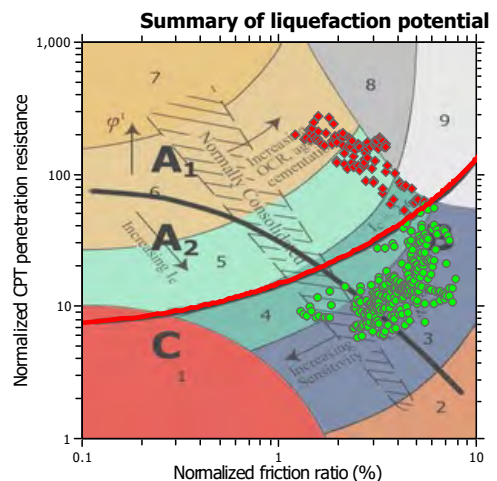 Summary of liquefaction potential
Normalized CPT penetration resistance
1,000
100
10
1
7
8
9
φ'
A1
Increasing
OCR, age
cementation
Normally Consolidated
6
A2
Increasing Ic
5
4
C
1
3
Increasing
Sensitivity
2
0.1
1
10
Normalized friction ratio (%)